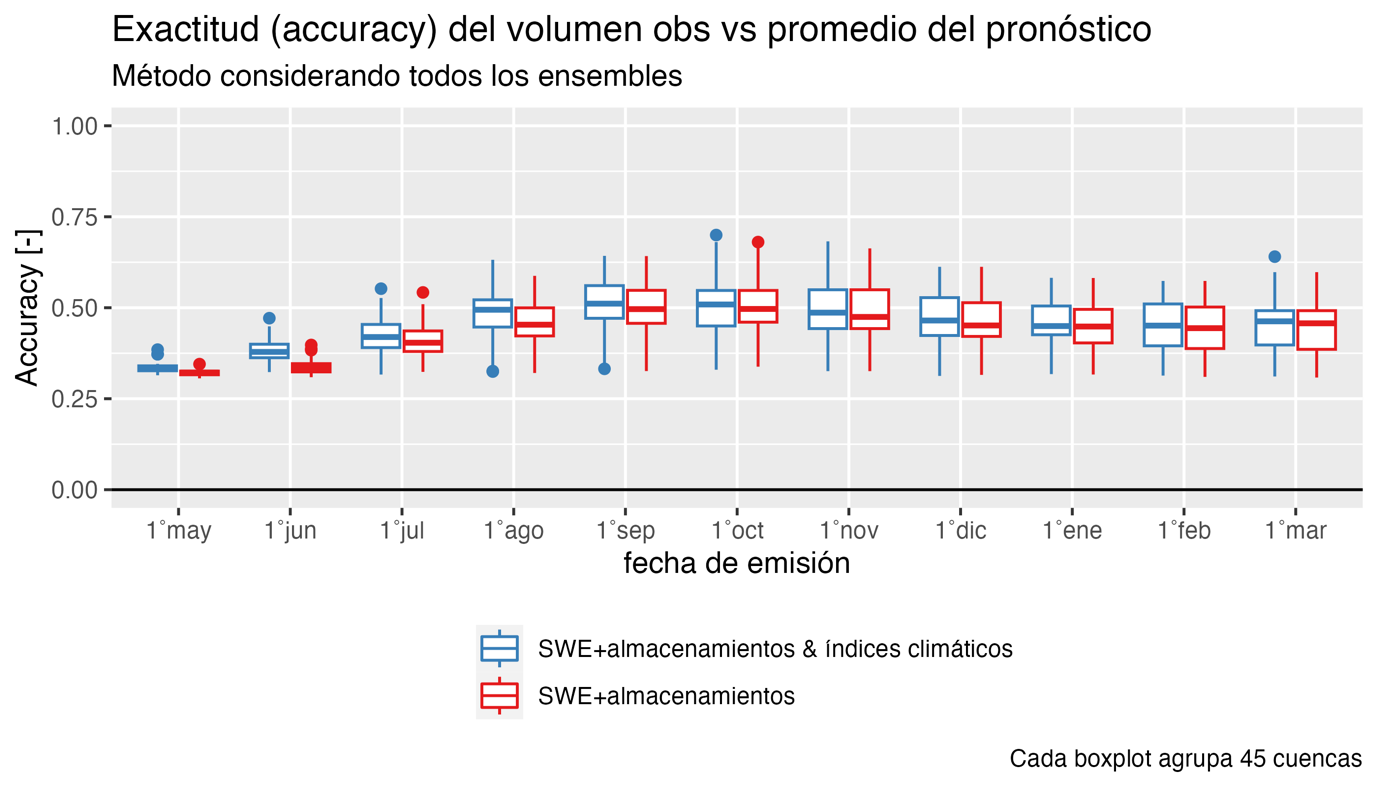 Exactitud (accuracy) del volumen obs vs promedio del pronóstico
Método considerando todos los ensembles
Accuracy [-]
1.00
0.75
0.50
0.25
0.00
1°may 1°jun 1°jul 1°ago 1°sep 1°oct 1°nov 1°dic 1°ene 1°feb 1°mar
fecha de emisión
SWE+almacenamientos & índices climáticos
SWE+almacenamientos
Cada boxplot agrupa 45 cuencas